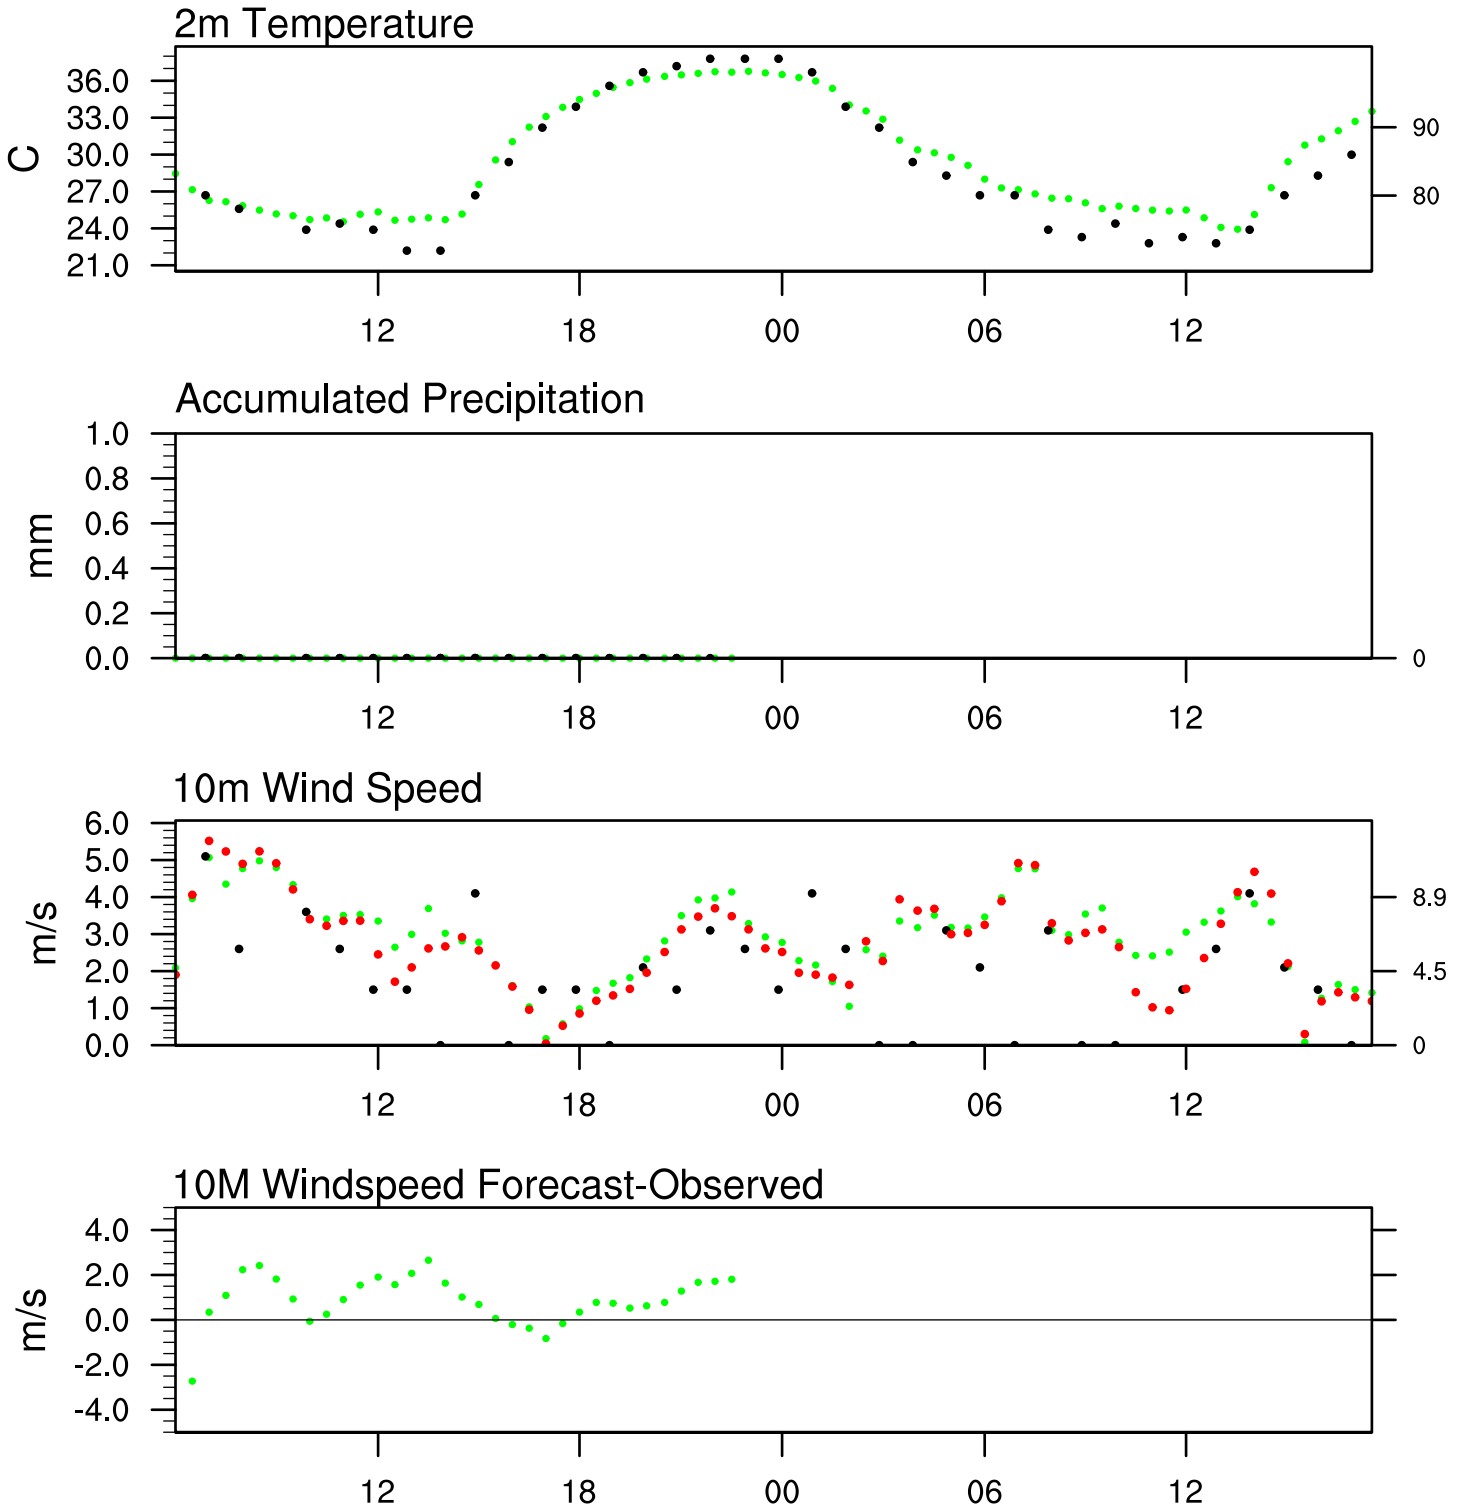 2m Temperature
36.0
33.0
30.0
27.0
24.0
21.0
C
90
80
12 18 00 06 12
Accumulated Precipitation
1.0
0.8
0.6
0.4
0.2
0.0
mm
0
12 18 00 06 12
10m Wind Speed
6.0
5.0
4.0
3.0
2.0
1.0
0.0
m/s
8.9
4.5
0
12 18 00 06 12
10M Windspeed Forecast-Observed
4.0
2.0
0.0
-2.0
-4.0
m/s
12 18 00 06 12